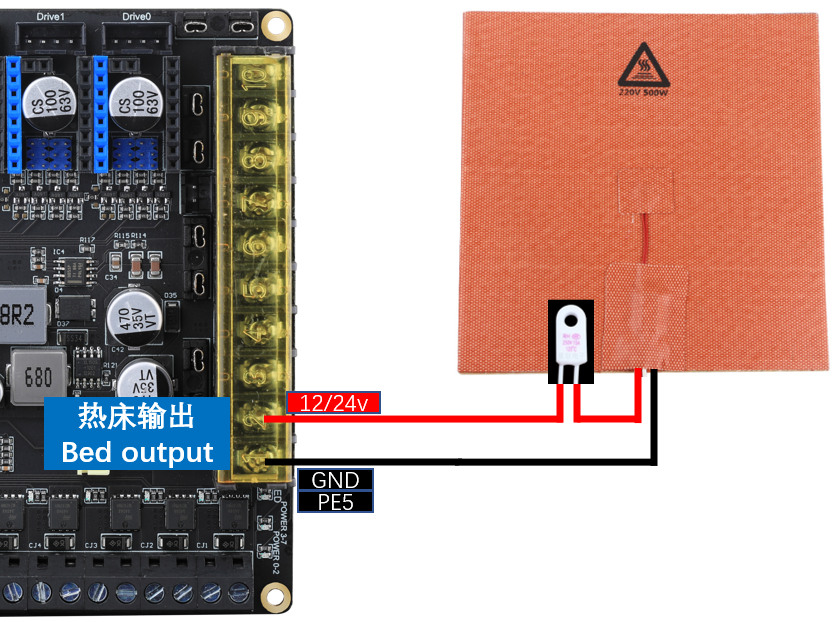 Drive1
Drive0
CS
100
63V
CS
100
63V
10
9
8
7
6
5
4
3
2
1
220V 500W
R117
R115 R114
IC4
C34
D4
8R2
D37
470
35V
VT
D35
C42
R121
680
VT
35V
12/24v
热床输出
Bed output
GND
PE5
POWER 3-7
POWER 0-2
CJ4
CJ3
CJ2
CJ1